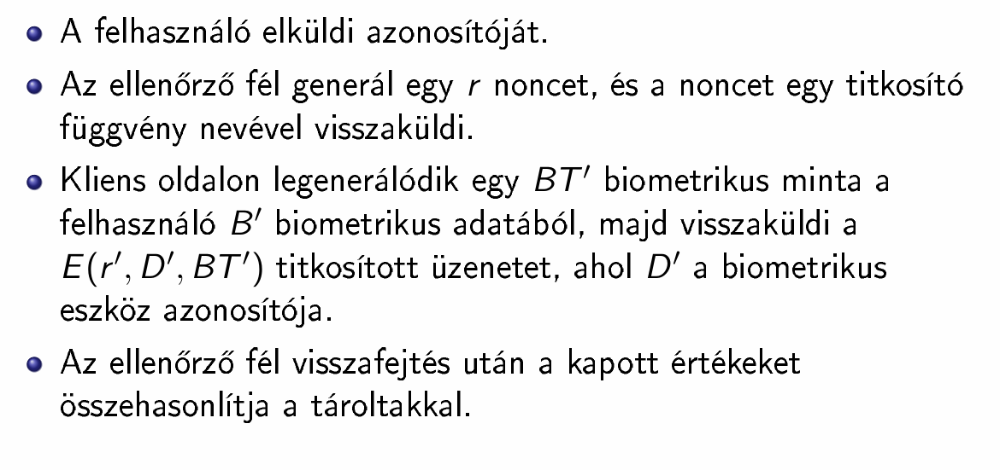 • A felhasználó elküldi azonosítóját.
• Az ellenőrző fél generál egy r noncet, és a noncet egy titkosító
függvény nevével visszaküldi.
• Kliens oldalon legenerálódik egy BT′ biometrikus minta a
felhasználó B′ biometrikus adatából, majd visszaküldi a
E(r′, D′, BT′) titkosított üzenetet, ahol D′ a biometrikus
eszköz azonosítója.
• Az ellenőrző fél visszafejtés után a kapott értékeket
összehasonlítja a tároltakkal.